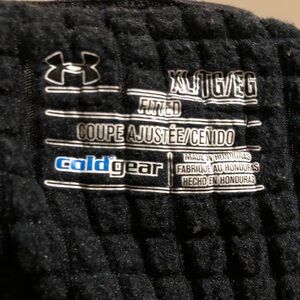 XL/TG/EG
FITTED
COUPE AJUSTÉE/CEÑIDO
coldgear
MADE IN HONDURAS
FABRIQUÉ AU HONDURAS
HECHO EN HONDURAS